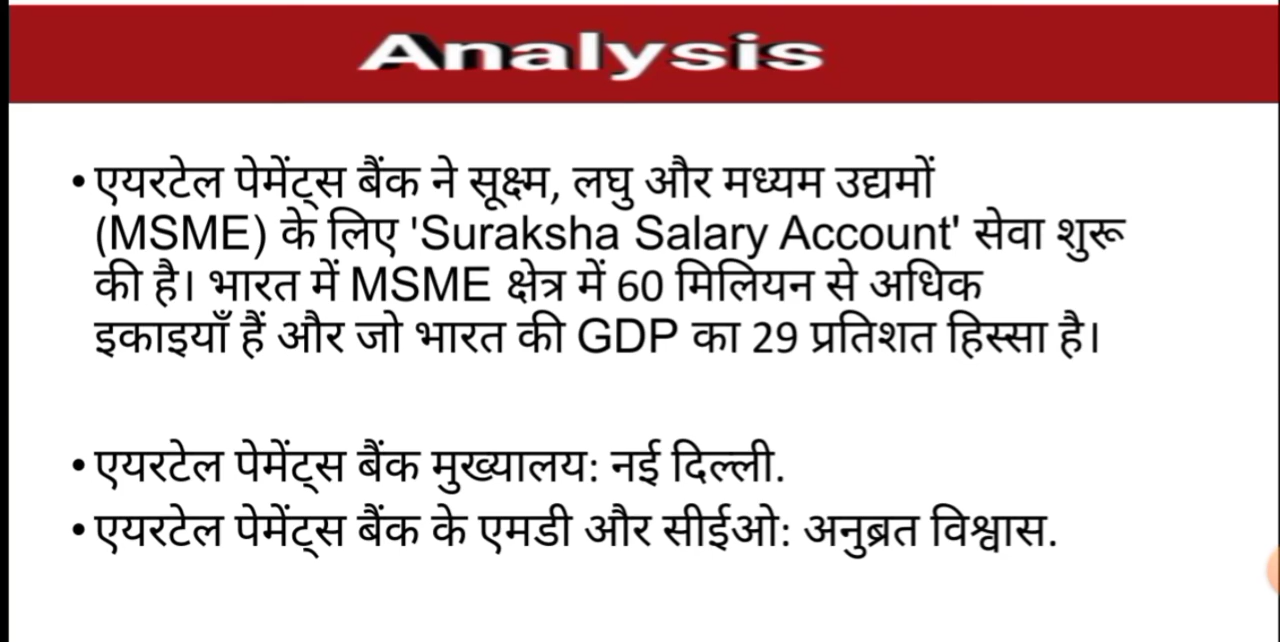 Analysis
• एयरटेल पेमेंट्स बैंक ने सूक्ष्म, लघु और मध्यम उद्यमों
(MSME) के लिए 'Suraksha Salary Account' सेवा शुरू
की है। भारत में MSME क्षेत्र में 60 मिलियन से अधिक
इकाइयाँ हैं और जो भारत की GDP का 29 प्रतिशत हिस्सा है।
• एयरटेल पेमेंट्स बैंक मुख्यालय: नई दिल्ली.
• एयरटेल पेमेंट्स बैंक के एमडी और सीईओ: अनुब्रत विश्वास.